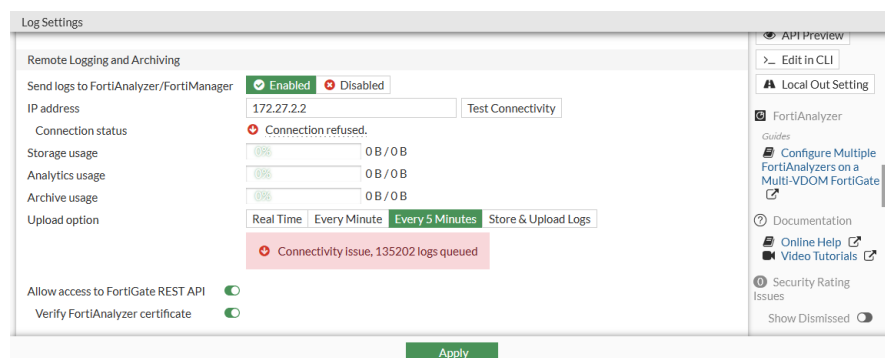 Log Settings
Remote Logging and Archiving
Send logs to FortiAnalyzer/FortiManager Enabled Disabled
IP address 172.27.2.2 Test Connectivity
Connection status Connection refused.
Storage usage 0% 0 B / 0 B
Analytics usage 0% 0 B / 0 B
Archive usage 0% 0 B / 0 B
Upload option Real Time Every Minute Every 5 Minutes Store & Upload Logs
Connectivity issue, 135202 logs queued
Allow access to FortiGate REST API
Verify FortiAnalyzer certificate
Apply
API Preview
>_ Edit in CLI
Local Out Setting
FortiAnalyzer
Guides
Configure Multiple
FortiAnalyzers on a
Multi-VDOM FortiGate
Documentation
Online Help
Video Tutorials
0 Security Rating
Issues
Show Dismissed